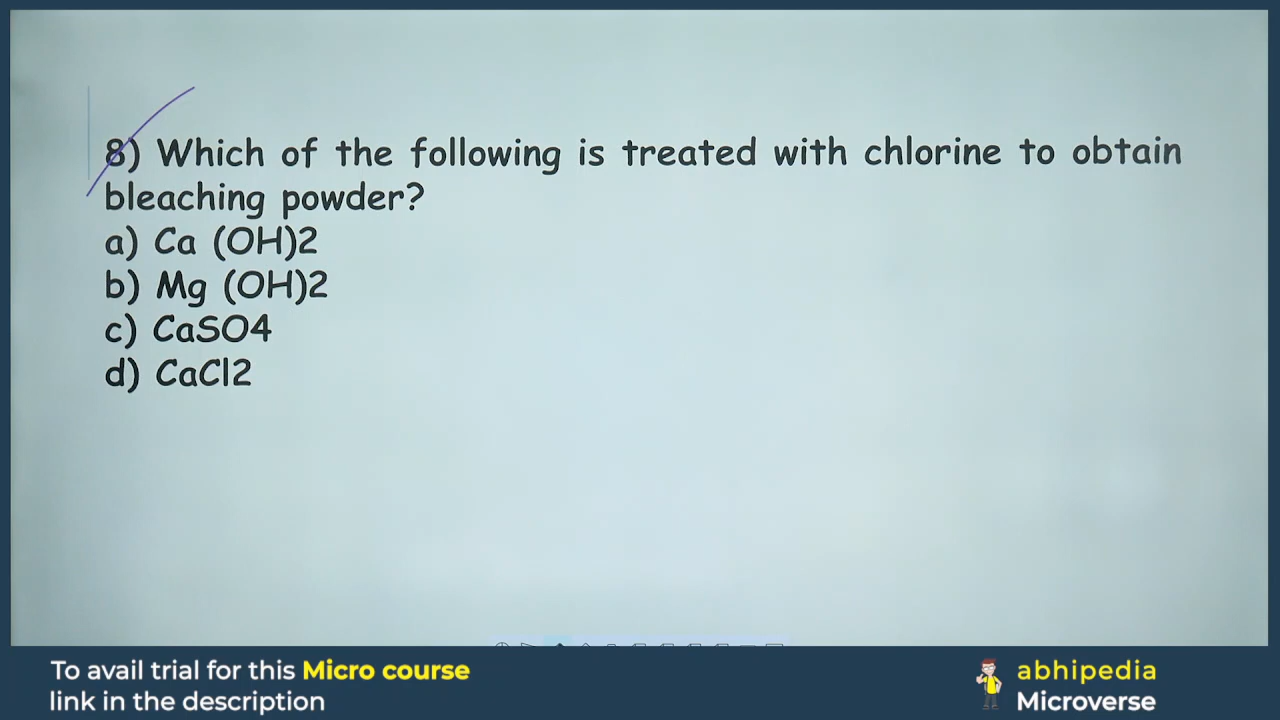 8) Which of the following is treated with chlorine to obtain
bleaching powder?
a) Ca (OH)2
b) Mg (OH)2
c) CaSO4
d) CaCl2
To avail trial for this Micro course
link in the description
abhipedia
Microverse